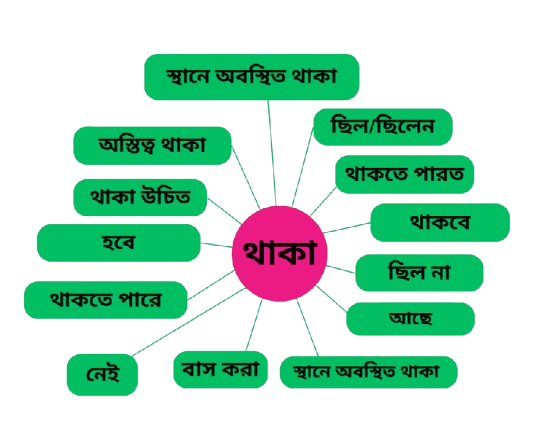 স্থানে অবস্থিত থাকা
ছিল/ছিলেন
অস্তিত্ব থাকা
থাকতে পারত
থাকা উচিত
থাকবে
হবে
থাকা
ছিল না
থাকতে পারে
আছে
নেই
বাস করা
স্থানে অবস্থিত থাকা